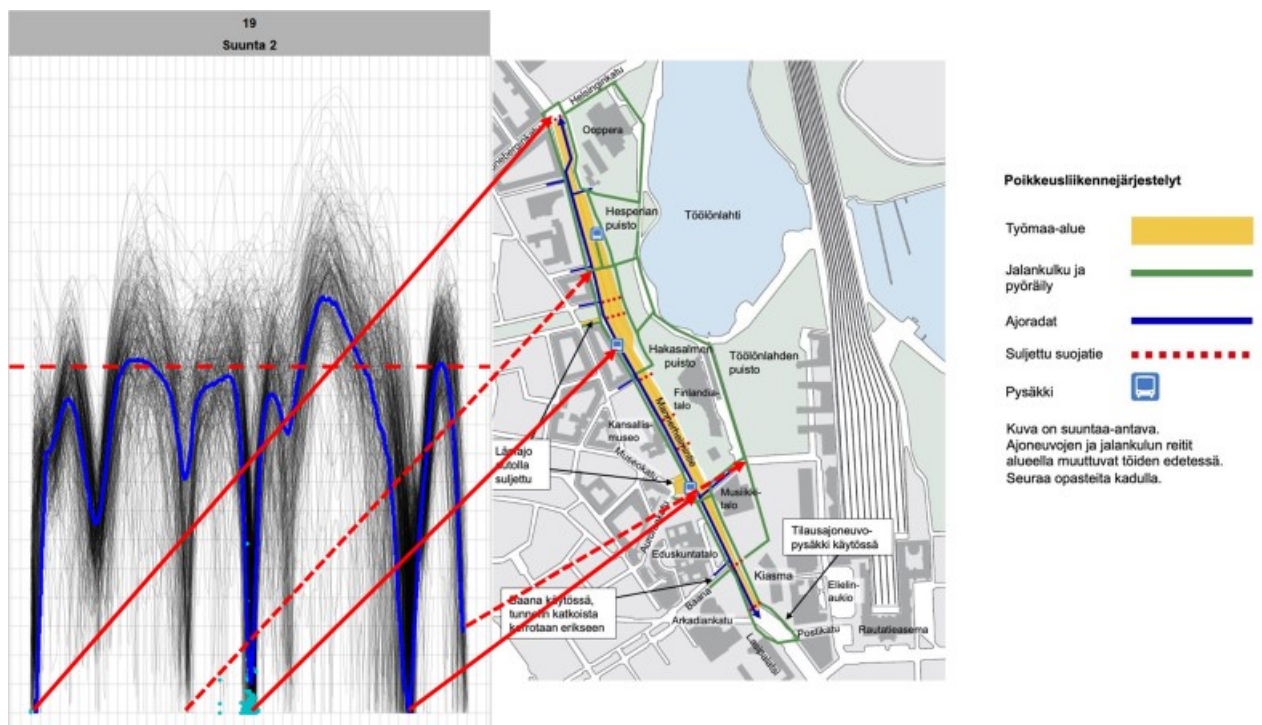 19
Suunta 2
Helsinginkatu
Ooppera
Hesperian
puisto
Töölönlahti
Hakasalmen
puisto
Töölönlahden
puisto
Finlandia-
talo
Mannerheimintie
Kansallis-
museo
Museokatu
suljettu
Musiikki-
talo
Eduskuntatalo
Tilausajoneuvo-
pysäkki käytössä
Kiasma
Elielin-
aukio
Baana käytössä,
tunnelin katkoista
kerrotaan erikseen
Baana
Arkadiankatu
Postikatu
Rautatieasema
Lasipalatsi
Poikkeusliikennejärjestelyt
Työmaa-alue
Jalankulku ja
pyöräily
Ajoradat
Suljettu suojatie
Pysäkki
Kuva on suuntaa-antava.
Ajoneuvojen ja jalankulun reitit
alueella muuttuvat töiden edetessä.
Seuraa opasteita kadulla.